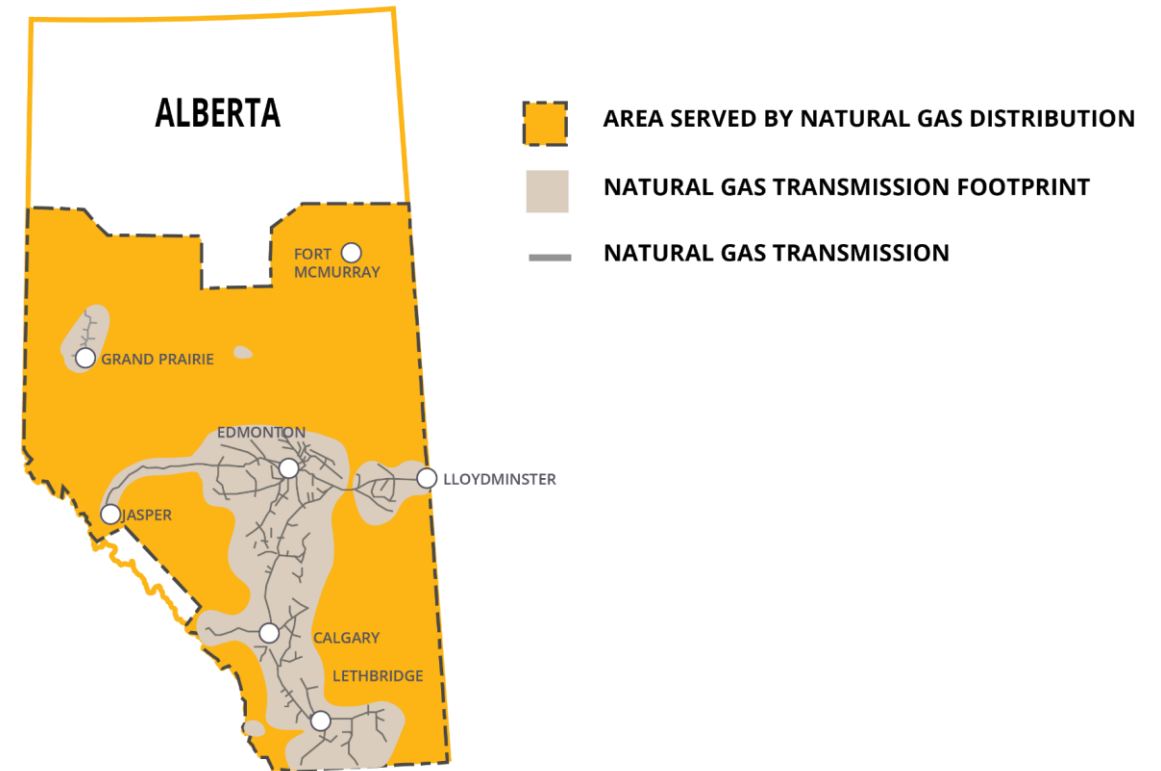 ALBERTA
AREA SERVED BY NATURAL GAS DISTRIBUTION
NATURAL GAS TRANSMISSION FOOTPRINT
NATURAL GAS TRANSMISSION
FORT
MCMURRAY
GRAND PRAIRIE
EDMONTON
LLOYDMINSTER
JASPER
CALGARY
LETHBRIDGE